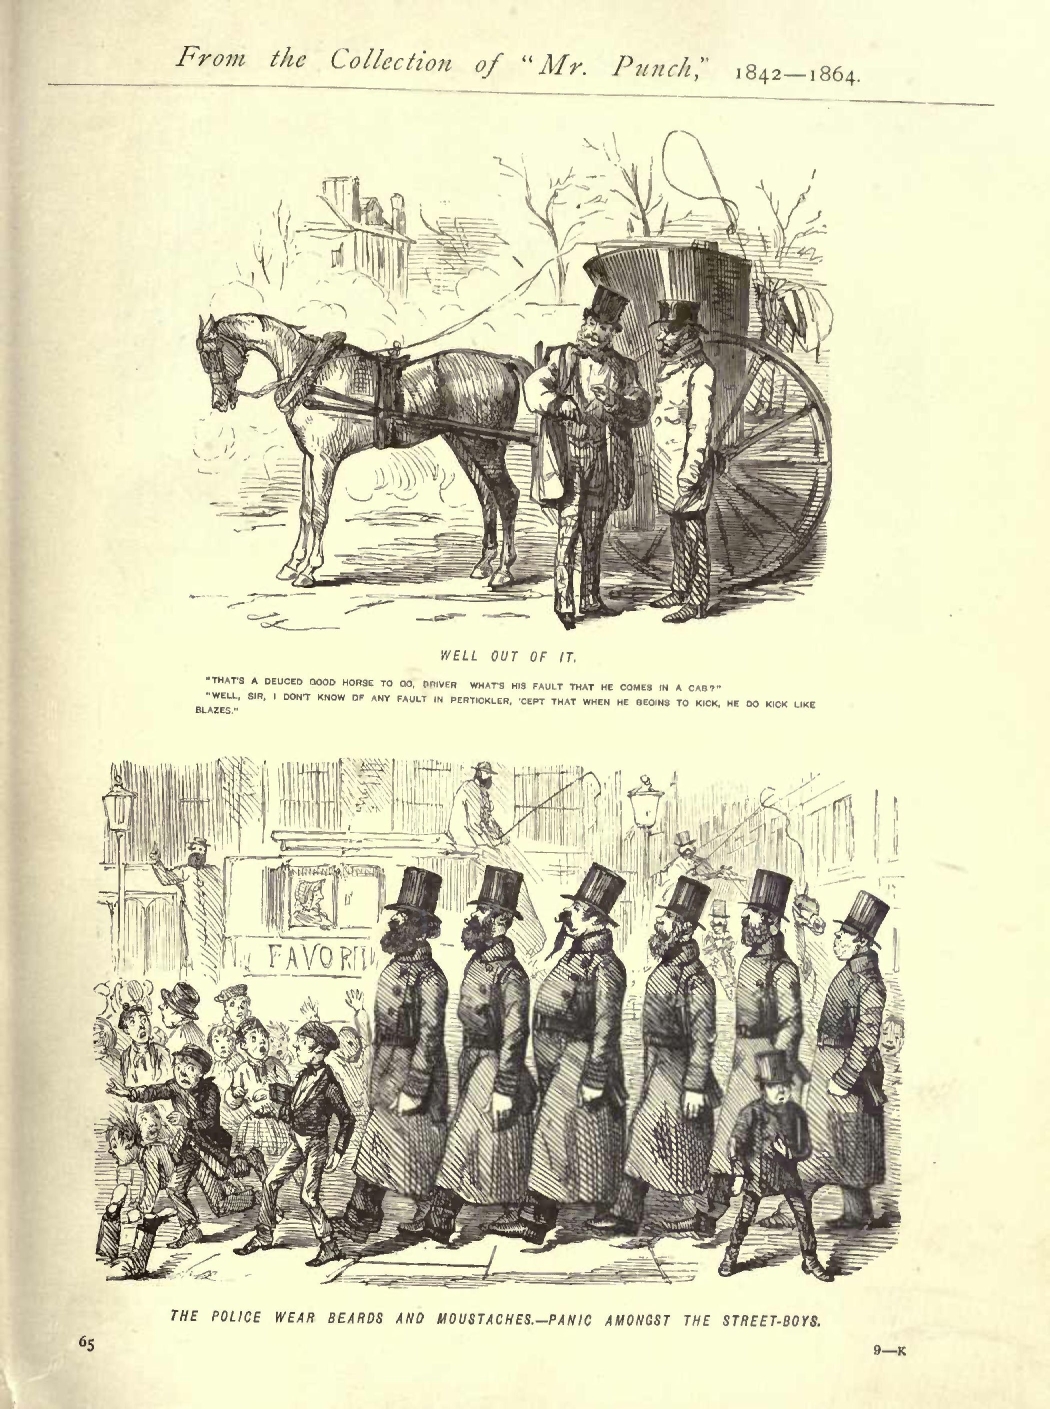 From the Collection of "Mr. Punch," 1842—1864.
WELL OUT OF IT.
"THAT'S A DEUCED GOOD HORSE TO GO, DRIVER WHAT'S HIS FAULT THAT HE COMES IN A CAB?"
"WELL, SIR, I DON'T KNOW OF ANY FAULT IN PERTICKLER, 'CEPT THAT WHEN HE BEGINS TO KICK, HE DO KICK LIKE
BLAZES."
FAVORI
THE POLICE WEAR BEARDS AND MOUSTACHES.—PANIC AMONGST THE STREET-BOYS.
65
9—K